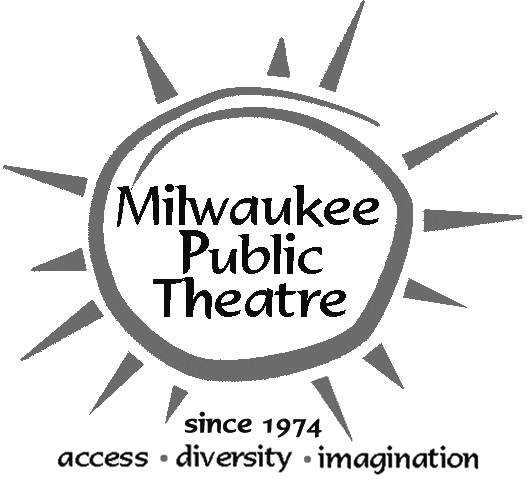 Milwaukee
Public
Theatre
since 1974
access • diversity • imagination